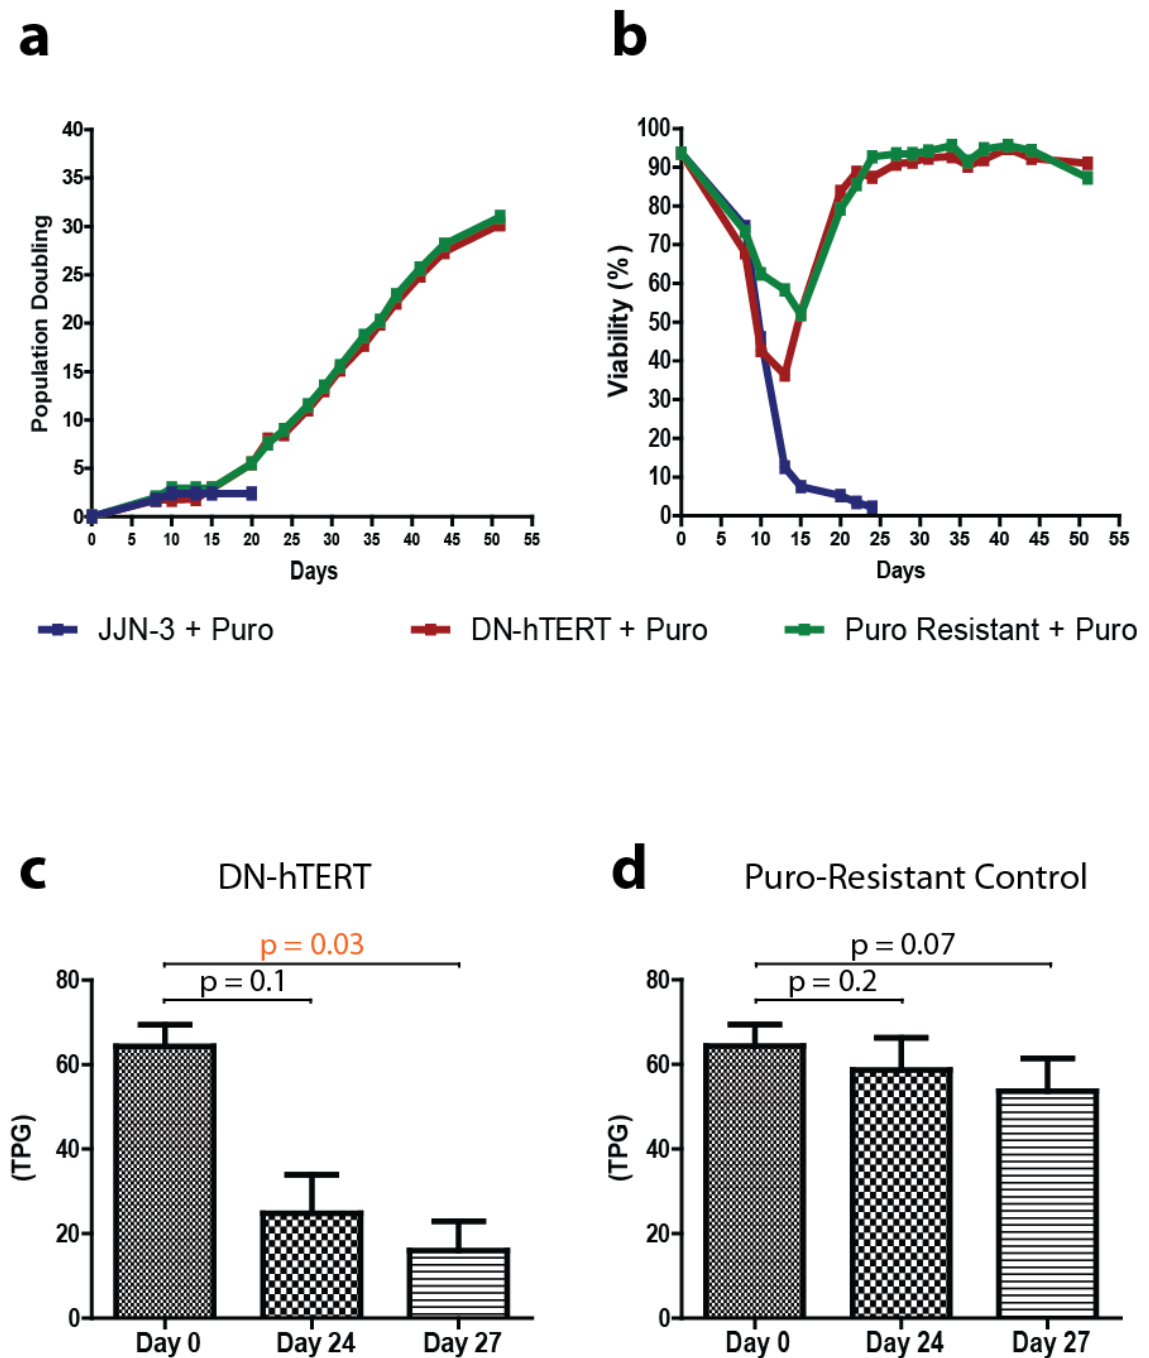 a
b
40
35
30
25
20
15
10
5
0
Population Doubling
0 5 10 15 20 25 30 35 40 45 50 55
Days
100
90
80
70
60
50
40
30
20
10
0
Viability (%)
0 5 10 15 20 25 30 35 40 45 50 55
Days
JJN-3 + Puro
DN-hTERT + Puro
Puro Resistant + Puro
c
DN-hTERT
p = 0.03
p = 0.1
80
60
40
20
0
(TPG)
Day 0 Day 24 Day 27
d
Puro-Resistant Control
p = 0.07
p = 0.2
80
60
40
20
0
(TPG)
Day 0 Day 24 Day 27